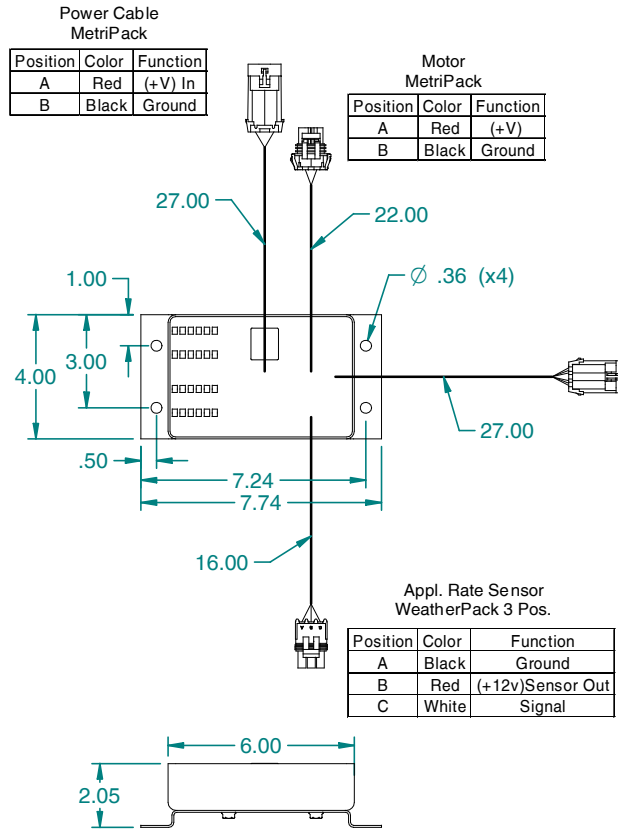 Power Cable
MetriPack
Position Color Function
A Red (+V) In
B Black Ground
Motor
MetriPack
Position Color Function
A Red (+V)
B Black Ground
27.00
22.00
1.00
∅ .36 (x4)
3.00
4.00
27.00
.50
7.24
7.74
16.00
Appl. Rate Sensor
WeatherPack 3 Pos.
Position Color Function
A Black Ground
B Red (+12v)Sensor Out
C White Signal
6.00
2.05